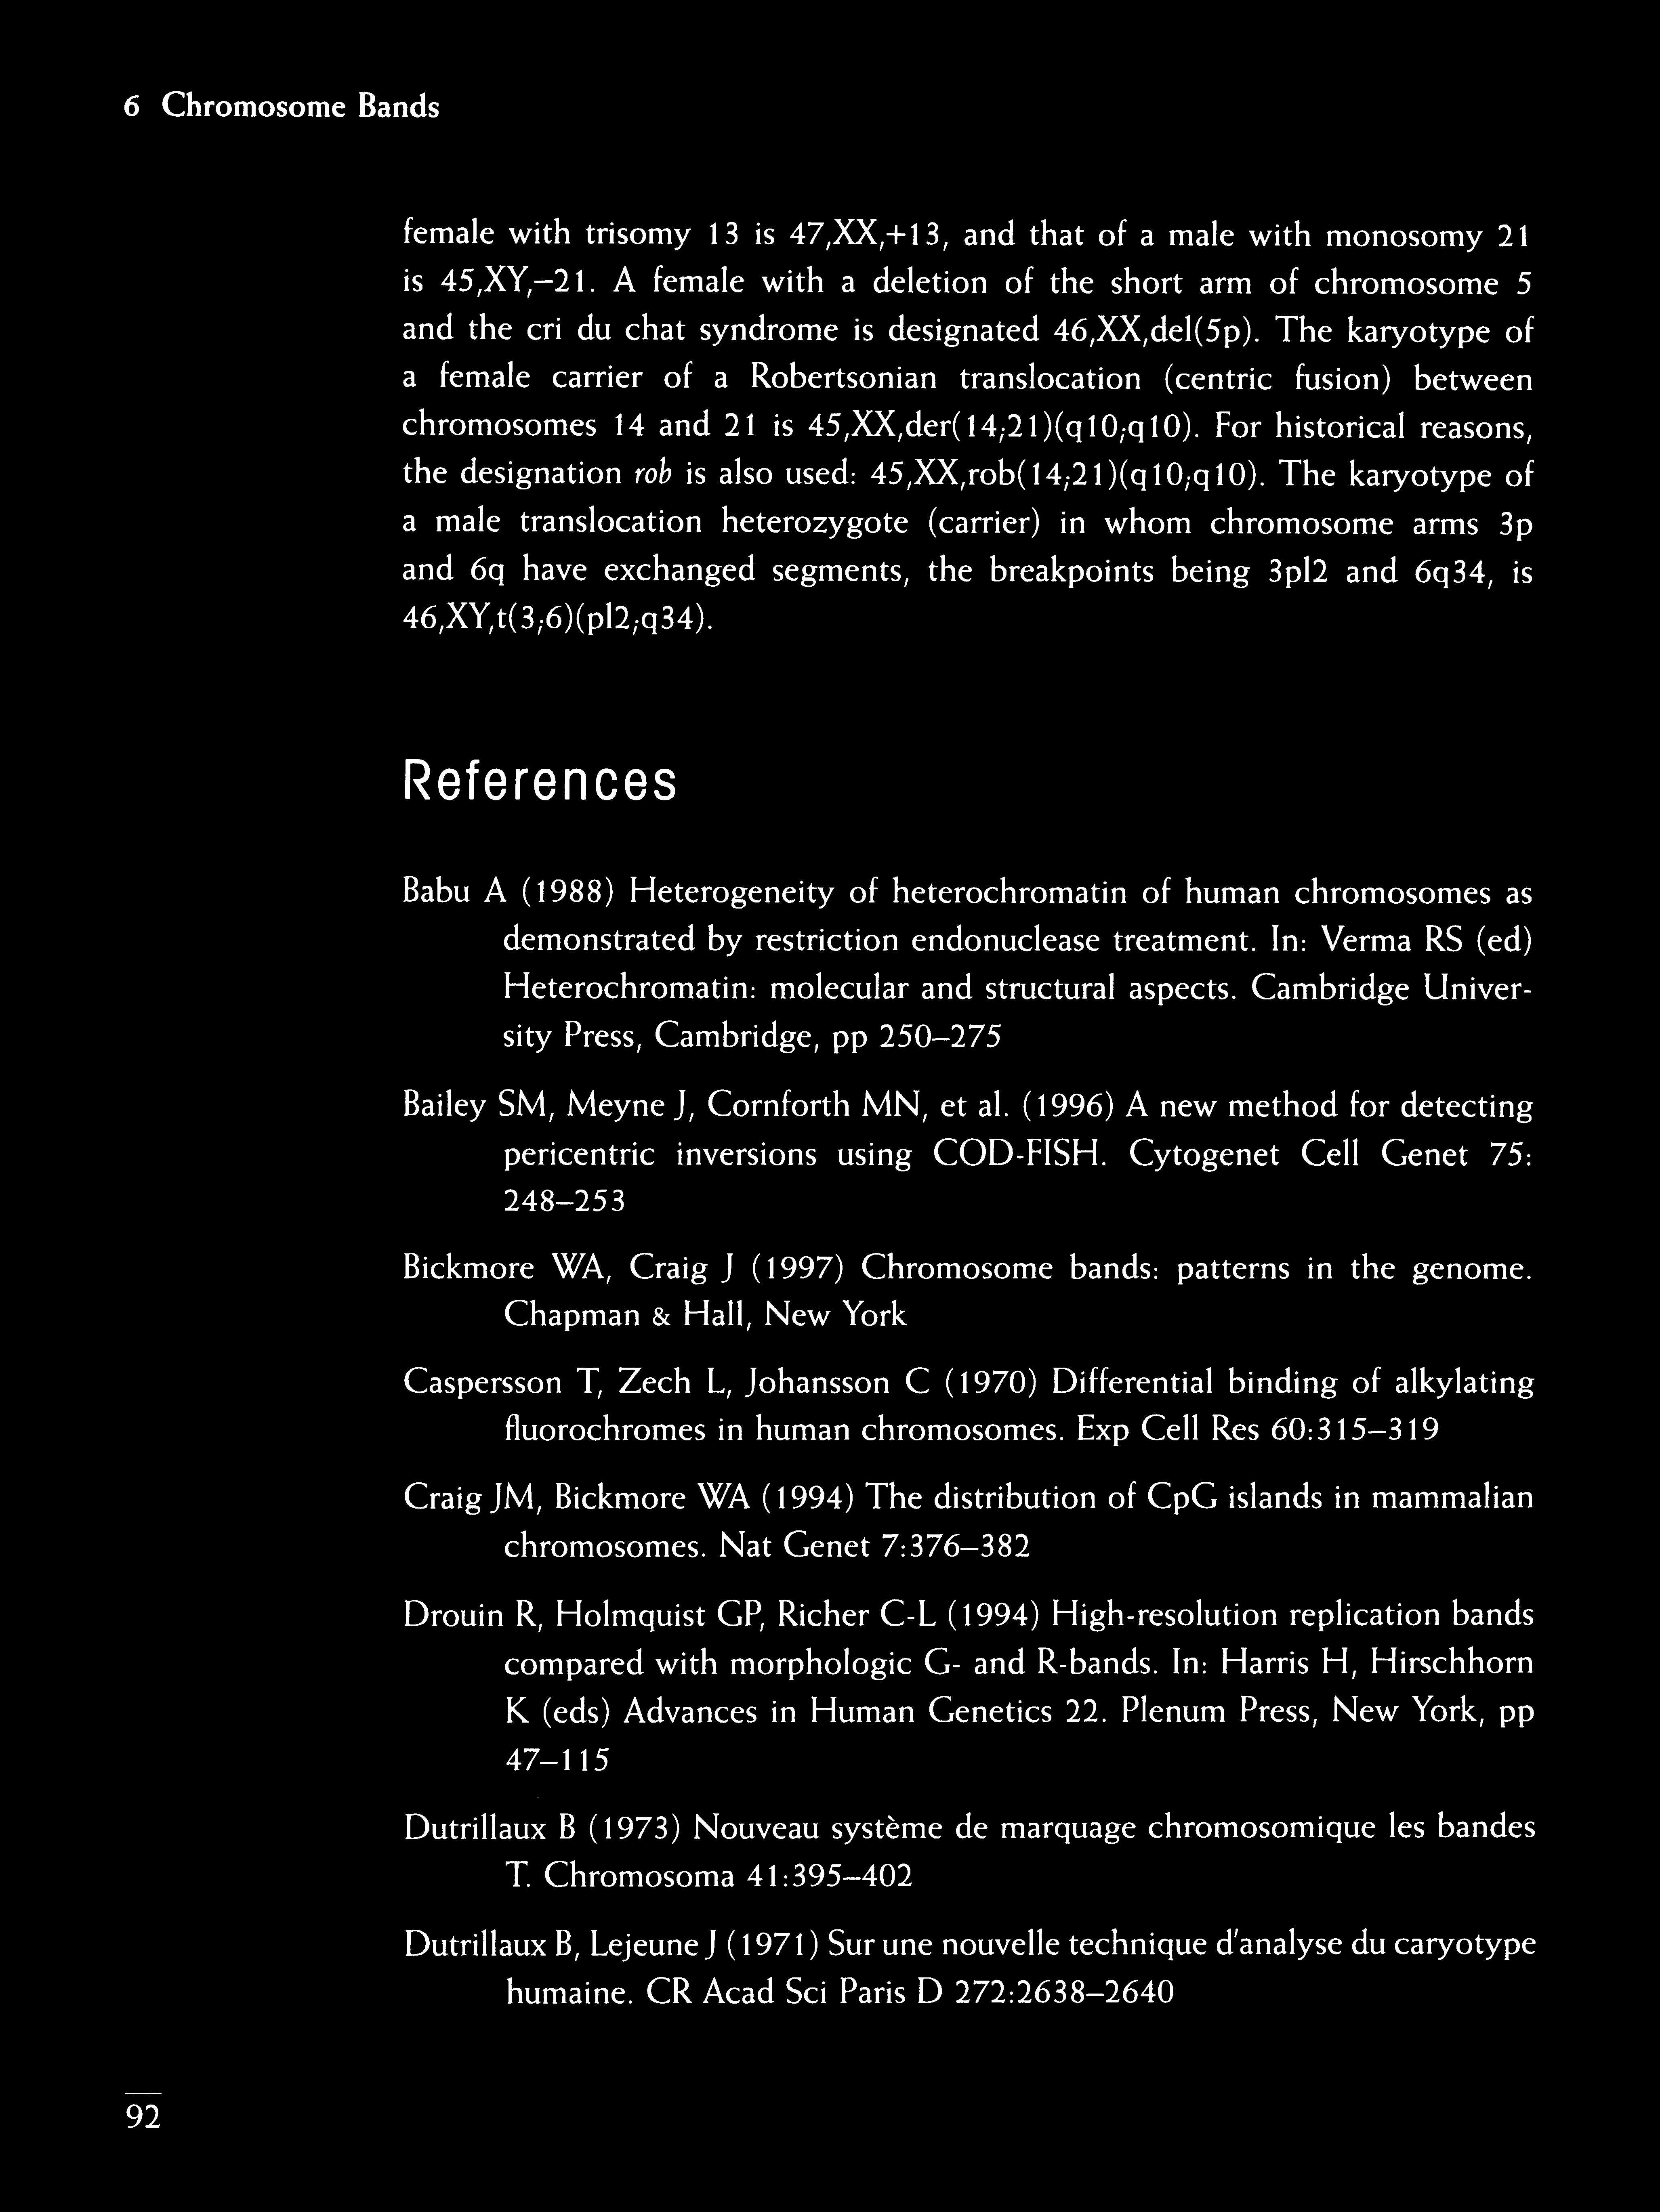 6 Chromosome Bands
female with trisomy 13 is 47,XX,+13, and that of a male with monosomy 21
is 45,XY,–21. A female with a deletion of the short arm of chromosome 5
and the cri du chat syndrome is designated 46,XX,del(5p). The karyotype of
a female carrier of a Robertsonian translocation (centric fusion) between
chromosomes 14 and 21 is 45,XX,der(14;21)(q10;q10). For historical reasons,
the designation rob is also used: 45,XX,rob(14;21)(q10;q10). The karyotype of
a male translocation heterozygote (carrier) in whom chromosome arms 3p
and 6q have exchanged segments, the breakpoints being 3pl2 and 6q34, is
46,XY,t(3;6)(pl2;q34).
References
Babu A (1988) Heterogeneity of heterochromatin of human chromosomes as
demonstrated by restriction endonuclease treatment. In: Verma RS (ed)
Heterochromatin: molecular and structural aspects. Cambridge Univer-
sity Press, Cambridge, pp 250–275
Bailey SM, Meyne J, Cornforth MN, et al. (1996) A new method for detecting
pericentric inversions using COD-FISH. Cytogenet Cell Genet 75:
248–253
Bickmore WA, Craig J (1997) Chromosome bands: patterns in the genome.
Chapman & Hall, New York
Caspersson T, Zech L, Johansson C (1970) Differential binding of alkylating
fluorochromes in human chromosomes. Exp Cell Res 60:315–319
Craig JM, Bickmore WA (1994) The distribution of CpG islands in mammalian
chromosomes. Nat Genet 7:376–382
Drouin R, Holmquist GP, Richer C-L (1994) High-resolution replication bands
compared with morphologic G- and R-bands. In: Harris H, Hirschhorn
K (eds) Advances in Human Genetics 22. Plenum Press, New York, pp
47–115
Dutrillaux B (1973) Nouveau système de marquage chromosomique les bandes
T. Chromosoma 41:395–402
Dutrillaux B, Lejeune J (1971) Sur une nouvelle technique d'analyse du caryotype
humaine. CR Acad Sci Paris D 272:2638–2640
92